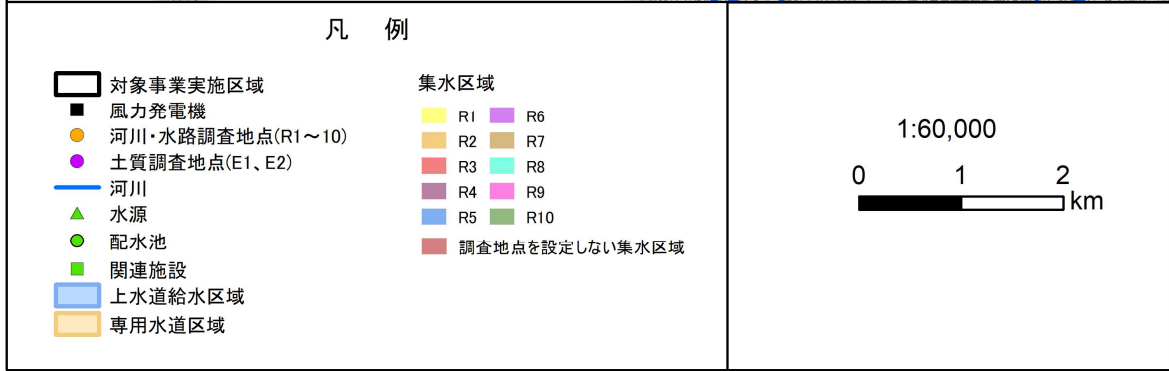 凡 例
対象事業実施区域
風力発電機
河川・水路調査地点(R1～10)
土質調査地点(E1、E2)
河川
水源
配水池
関連施設
上水道給水区域
専用水道区域
集水区域
R1 R6
R2 R7
R3 R8
R4 R9
R5 R10
調査地点を設定しない集水区域
1:60,000
0 1 2
km